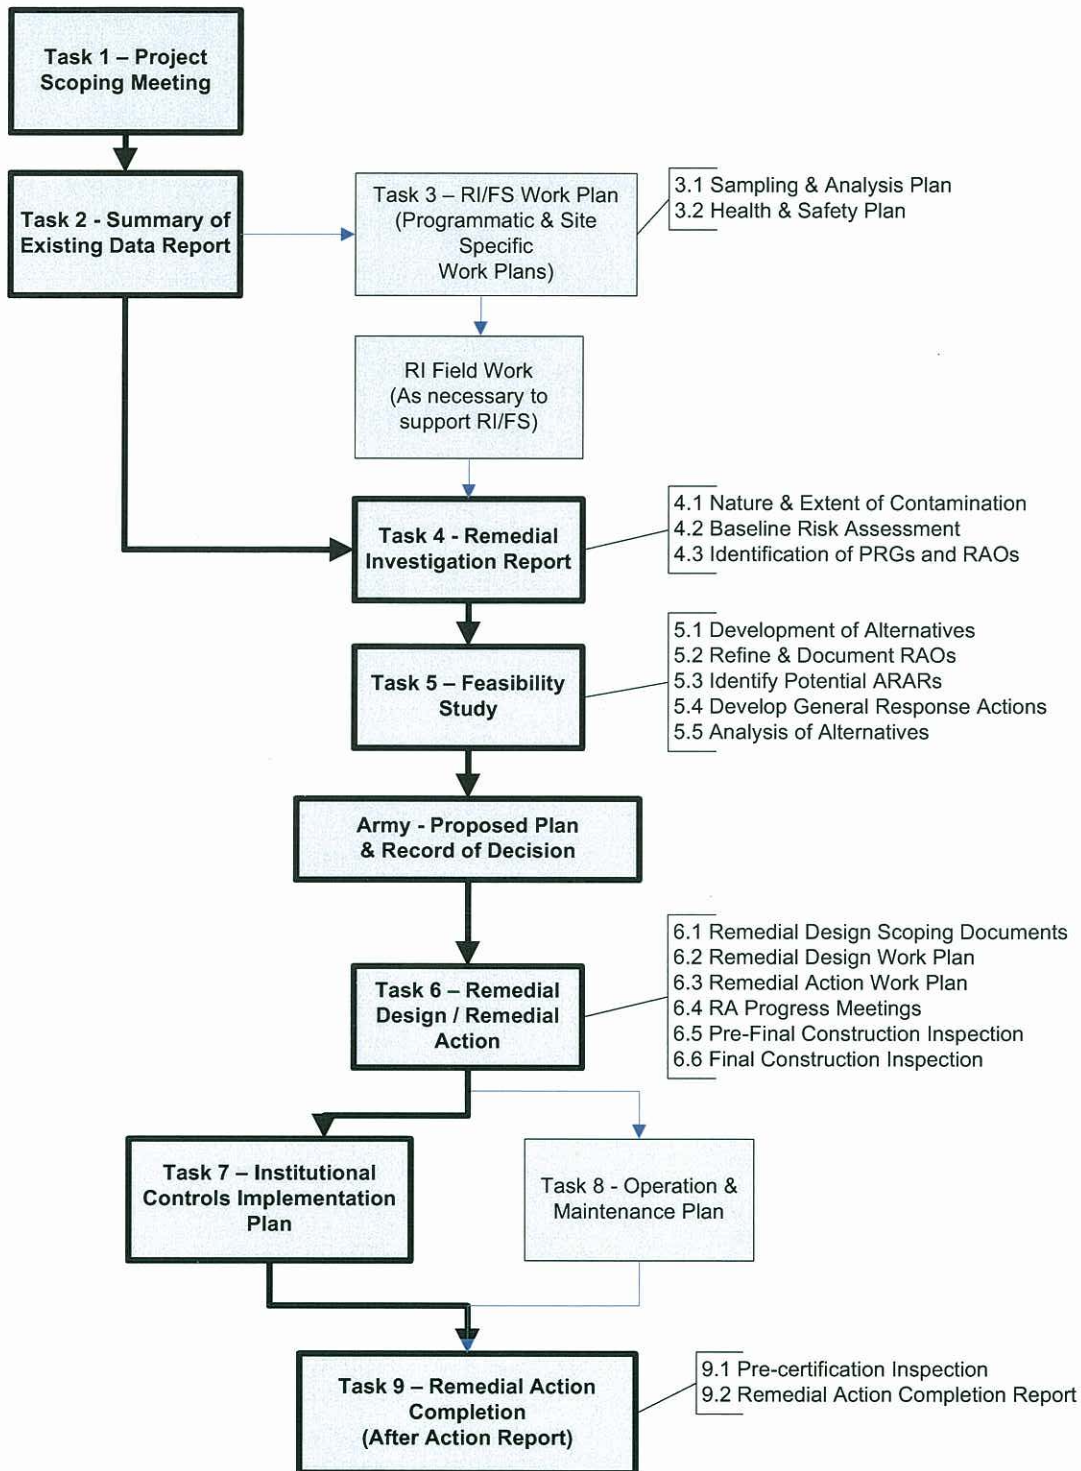 Task 1 – Project
Scoping Meeting
Task 2 - Summary of
Existing Data Report
Task 3 – RI/FS Work Plan
(Programmatic & Site
Specific
Work Plans)
3.1 Sampling & Analysis Plan
3.2 Health & Safety Plan
RI Field Work
(As necessary to
support RI/FS)
Task 4 - Remedial
Investigation Report
4.1 Nature & Extent of Contamination
4.2 Baseline Risk Assessment
4.3 Identification of PRGs and RAOs
Task 5 – Feasibility
Study
5.1 Development of Alternatives
5.2 Refine & Document RAOs
5.3 Identify Potential ARARs
5.4 Develop General Response Actions
5.5 Analysis of Alternatives
Army - Proposed Plan
& Record of Decision
Task 6 – Remedial
Design / Remedial
Action
6.1 Remedial Design Scoping Documents
6.2 Remedial Design Work Plan
6.3 Remedial Action Work Plan
6.4 RA Progress Meetings
6.5 Pre-Final Construction Inspection
6.6 Final Construction Inspection
Task 7 – Institutional
Controls Implementation
Plan
Task 8 - Operation &
Maintenance Plan
Task 9 – Remedial Action
Completion
(After Action Report)
9.1 Pre-certification Inspection
9.2 Remedial Action Completion Report